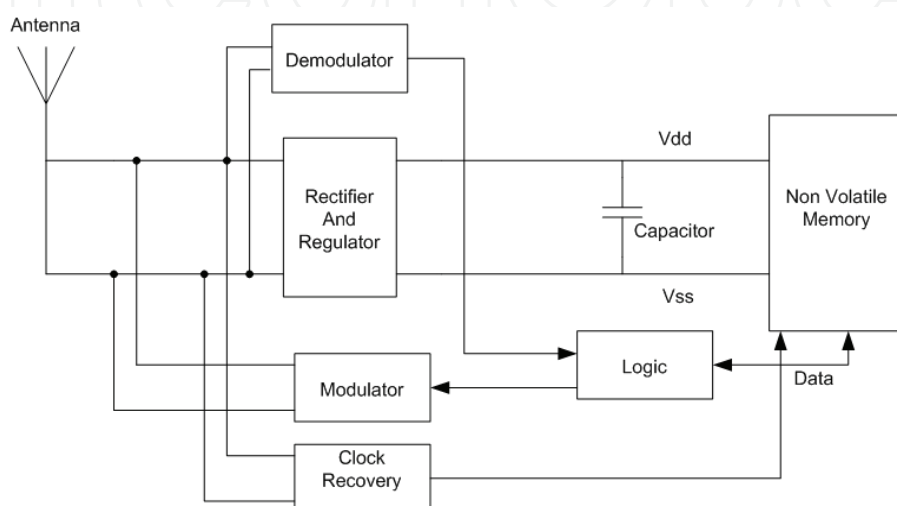 Antenna
Demodulator
Vdd
Rectifier
And
Regulator
Capacitor
Non Volatile
Memory
Vss
Modulator
Logic
Data
Clock
Recovery